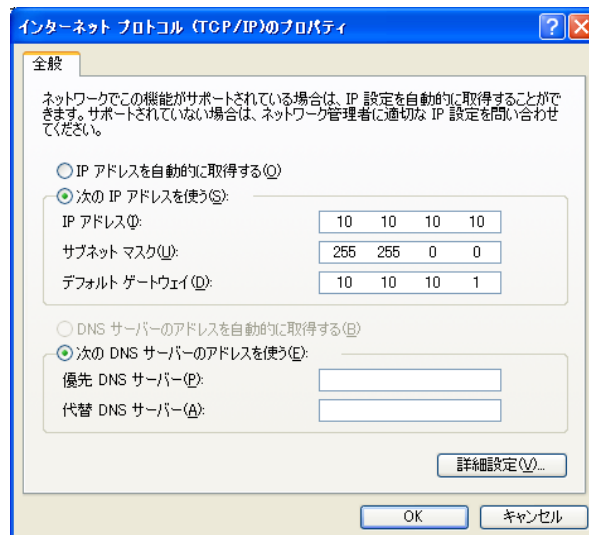 インターネット プロトコル (TCP/IP)のプロパティ
全般
ネットワークでこの機能がサポートされている場合は、IP 設定を自動的に取得することがで
きます。サポートされていない場合は、ネットワーク管理者に適切な IP 設定を問い合わせ
てください。
IP アドレスを自動的に取得する(O)
次の IP アドレスを使う(S):
IP アドレス(I): 10 10 10 10
サブネット マスク(U): 255 255 0 0
デフォルト ゲートウェイ(D): 10 10 10 1
DNS サーバーのアドレスを自動的に取得する(B)
次の DNS サーバーのアドレスを使う(E):
優先 DNS サーバー(P):
代替 DNS サーバー(A):
詳細設定(V)...
OK キャンセル